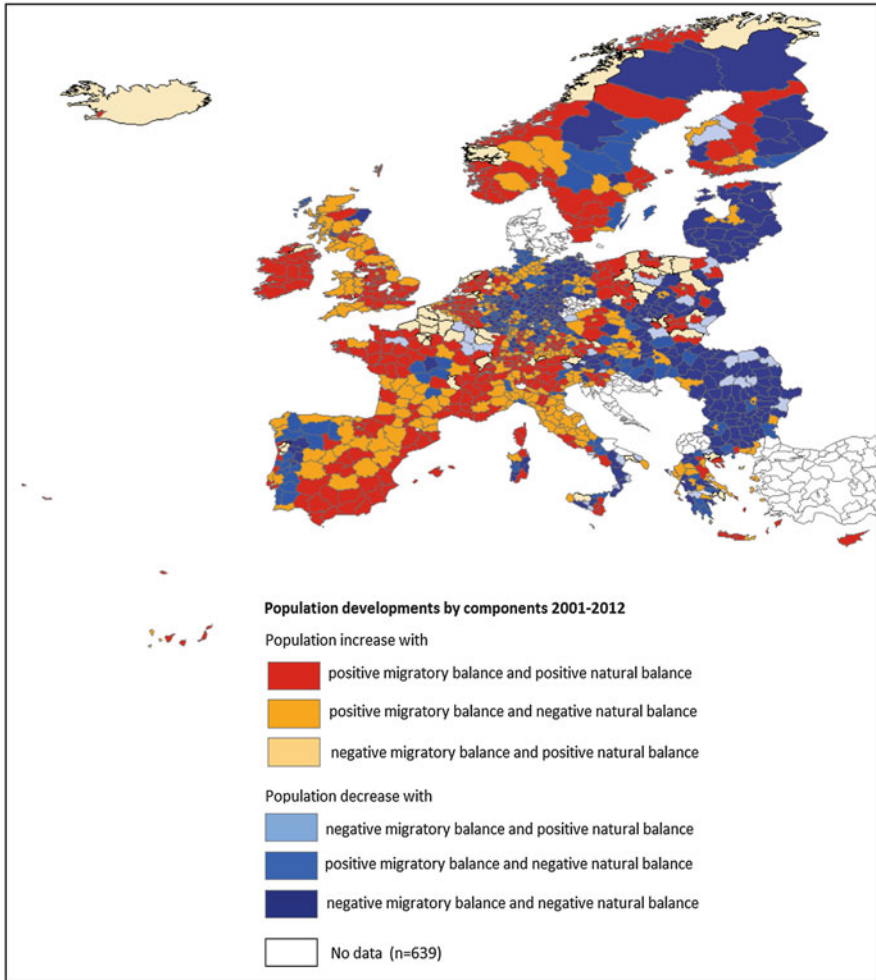 Population developments by components 2001-2012
Population increase with
positive migratory balance and positive natural balance
positive migratory balance and negative natural balance
negative migratory balance and positive natural balance
Population decrease with
negative migratory balance and positive natural balance
positive migratory balance and negative natural balance
negative migratory balance and negative natural balance
No data (n=639)